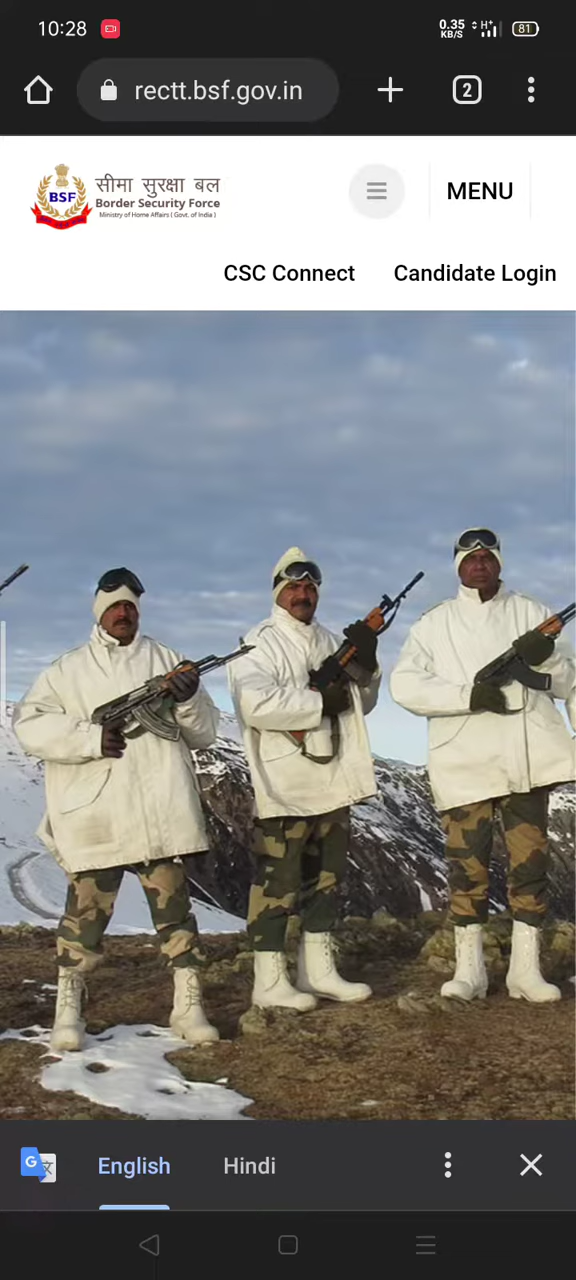 10:28
0.35
KB/S
H+
81
rectt.bsf.gov.in
2
BSF
सीमा सुरक्षा बल
Border Security Force
Ministry of Home Affairs ( Govt. of India )
MENU
CSC Connect Candidate Login
G
文
English Hindi